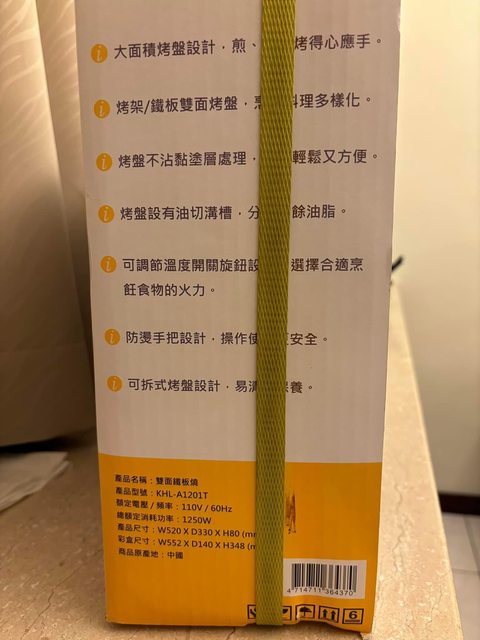 大面積烤盤設計，煎、烤得心應手。
烤架/鐵板雙面烤盤，料理多樣化。
烤盤不沾黏塗層處理，輕鬆又方便。
烤盤設有油切溝槽，分餘油脂。
可調節溫度開關旋鈕設選擇合適烹
飪食物的火力。
防燙手把設計，操作使安全。
可拆式烤盤設計，易清保養。
產品名稱：雙面鐵板燒
產品型號：KHL-A1201T
額定電壓 / 頻率：110V / 60Hz
總額定消耗功率：1250W
產品尺寸：W520 X D330 X H80 (mm
彩盒尺寸：W552 X D140 X H348 (m
商品原產地：中國
4 714711 364370
6